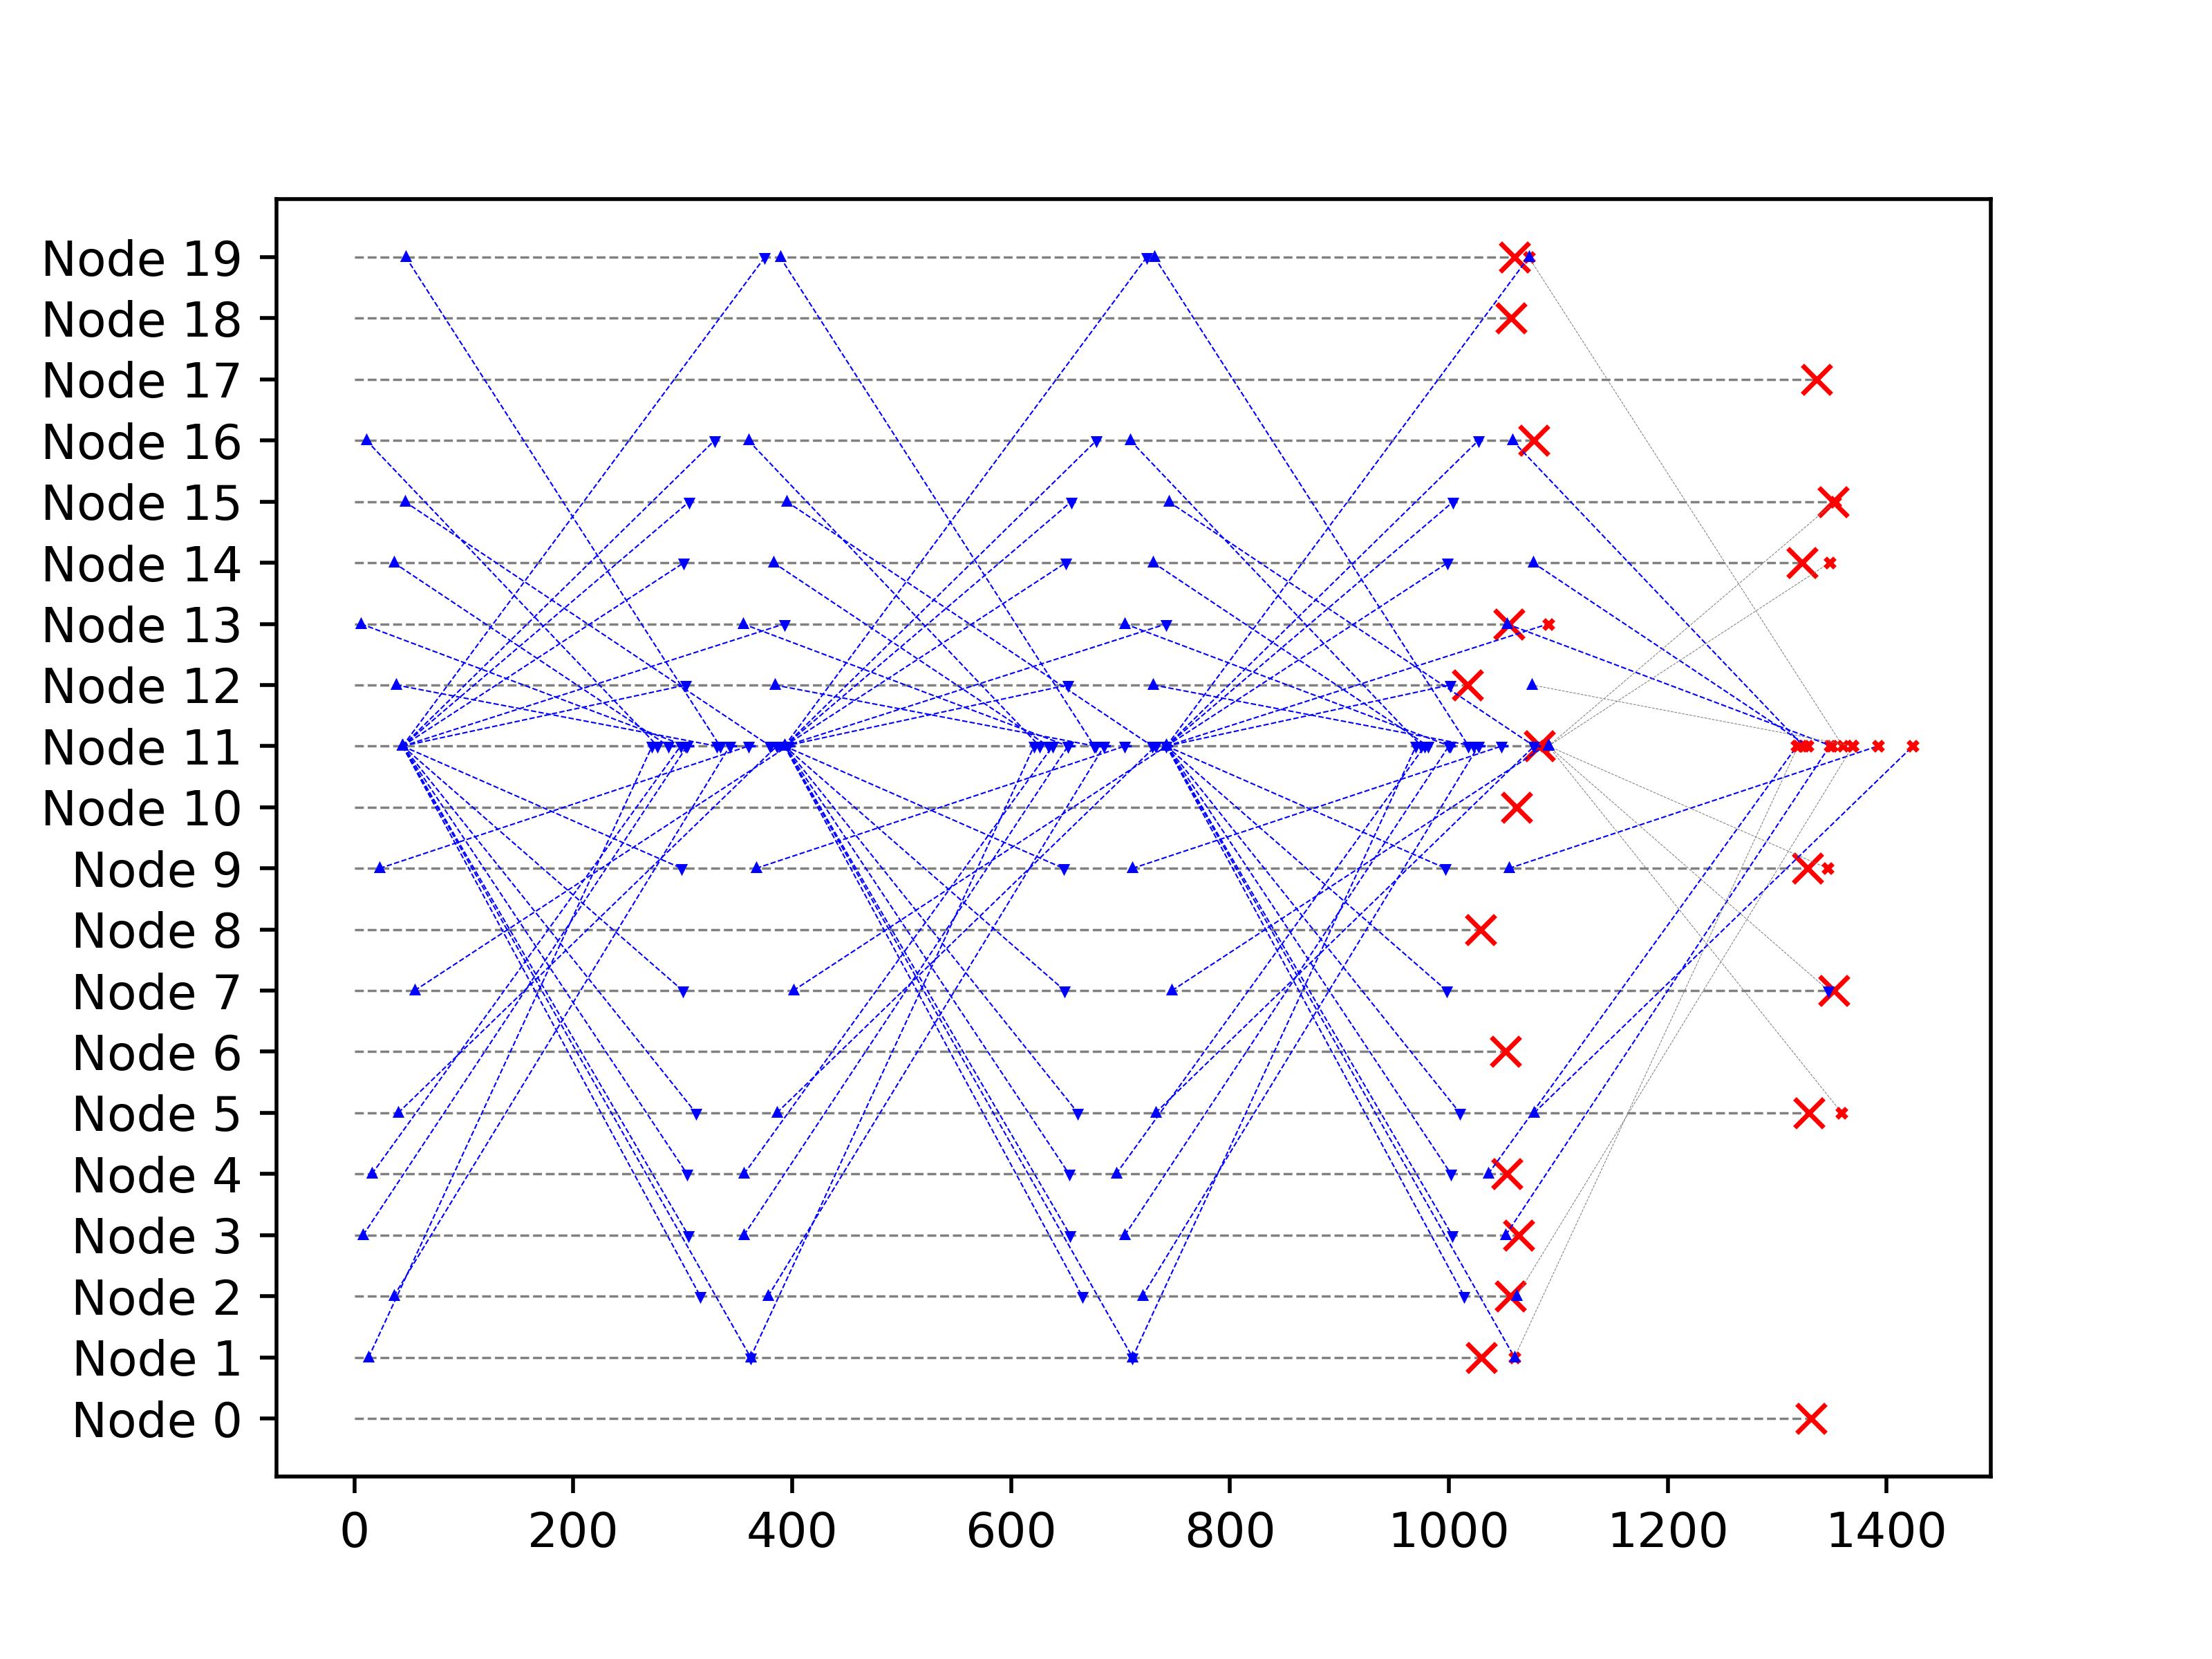 Node 19
Node 18
Node 17
Node 16
Node 15
Node 14
Node 13
Node 12
Node 11
Node 10
Node 9
Node 8
Node 7
Node 6
Node 5
Node 4
Node 3
Node 2
Node 1
Node 0
0 200 400 600 800 1000 1200 1400